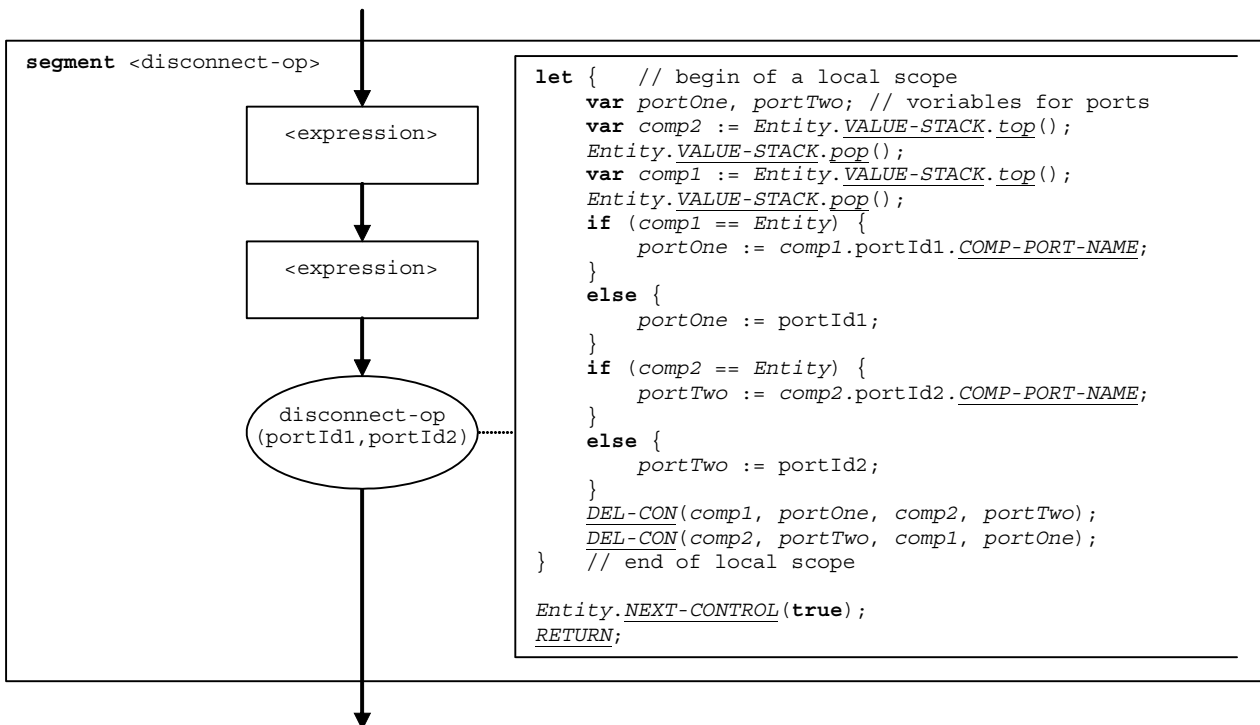 segment <disconnect-op>
<expression>
<expression>
disconnect-op
(portId1,portId2)
let {   // begin of a local scope
    var portOne, portTwo; // voriables for ports
    var comp2 := Entity.VALUE-STACK.top();
    Entity.VALUE-STACK.pop();
    var comp1 := Entity.VALUE-STACK.top();
    Entity.VALUE-STACK.pop();
    if (comp1 == Entity) {
        portOne := comp1.portId1.COMP-PORT-NAME;
    }
    else {
        portOne := portId1;
    }
    if (comp2 == Entity) {
        portTwo := comp2.portId2.COMP-PORT-NAME;
    }
    else {
        portTwo := portId2;
    }
    DEL-CON(comp1, portOne, comp2, portTwo);
    DEL-CON(comp2, portTwo, comp1, portOne);
}   // end of local scope
Entity.NEXT-CONTROL(true);
RETURN;